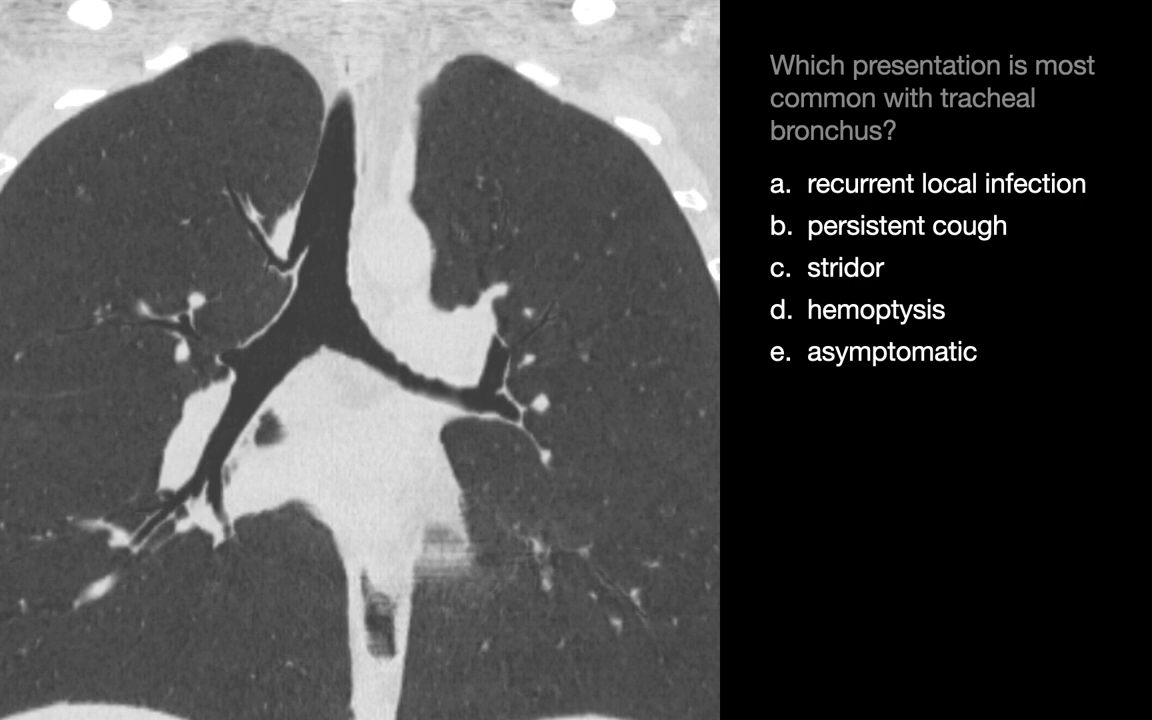 Which presentation is most
common with tracheal
bronchus?
a. recurrent local infection
b. persistent cough
c. stridor
d. hemoptysis
e. asymptomatic